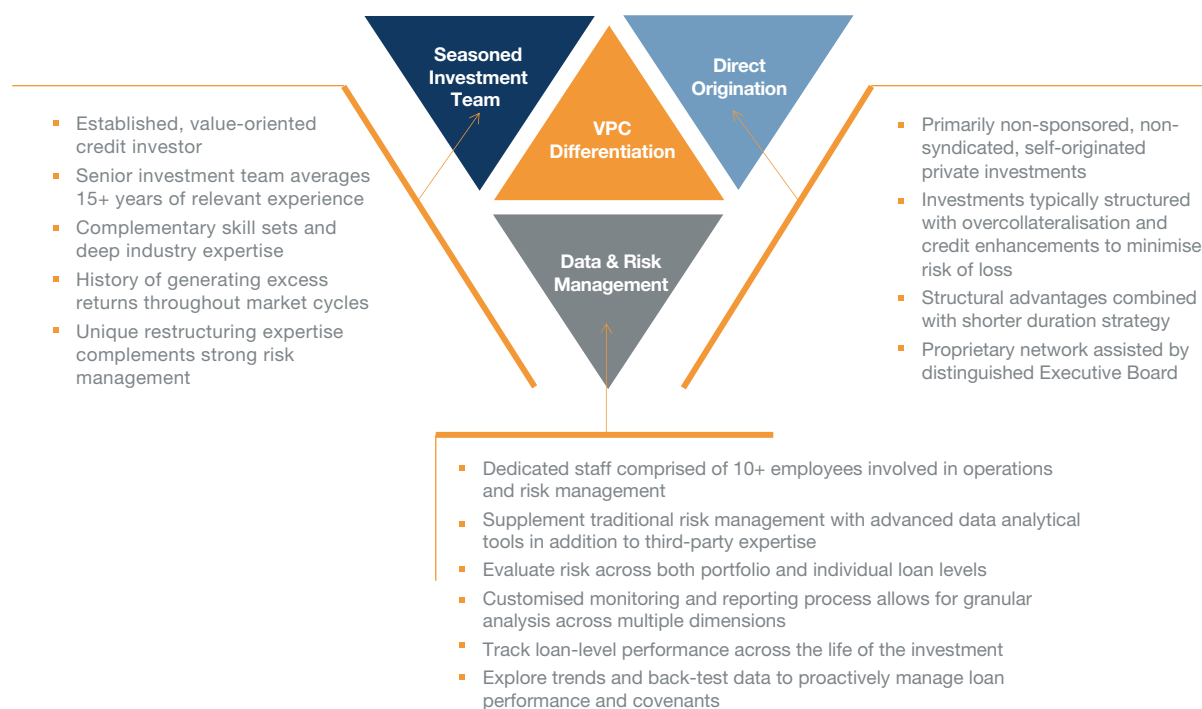 Seasoned
Investment
Team
VPC
Differentiation
Direct
Origination
Data & Risk
Management
▪ Established, value-oriented
credit investor
▪ Senior investment team averages
15+ years of relevant experience
▪ Complementary skill sets and
deep industry expertise
▪ History of generating excess
returns throughout market cycles
▪ Unique restructuring expertise
complements strong risk
management
▪ Primarily non-sponsored, non-
syndicated, self-originated
private investments
▪ Investments typically structured
with overcollateralisation and
credit enhancements to minimise
risk of loss
▪ Structural advantages combined
with shorter duration strategy
▪ Proprietary network assisted by
distinguished Executive Board
▪ Dedicated staff comprised of 10+ employees involved in operations
and risk management
▪ Supplement traditional risk management with advanced data analytical
tools in addition to third-party expertise
▪ Evaluate risk across both portfolio and individual loan levels
▪ Customised monitoring and reporting process allows for granular
analysis across multiple dimensions
▪ Track loan-level performance across the life of the investment
▪ Explore trends and back-test data to proactively manage loan
performance and covenants